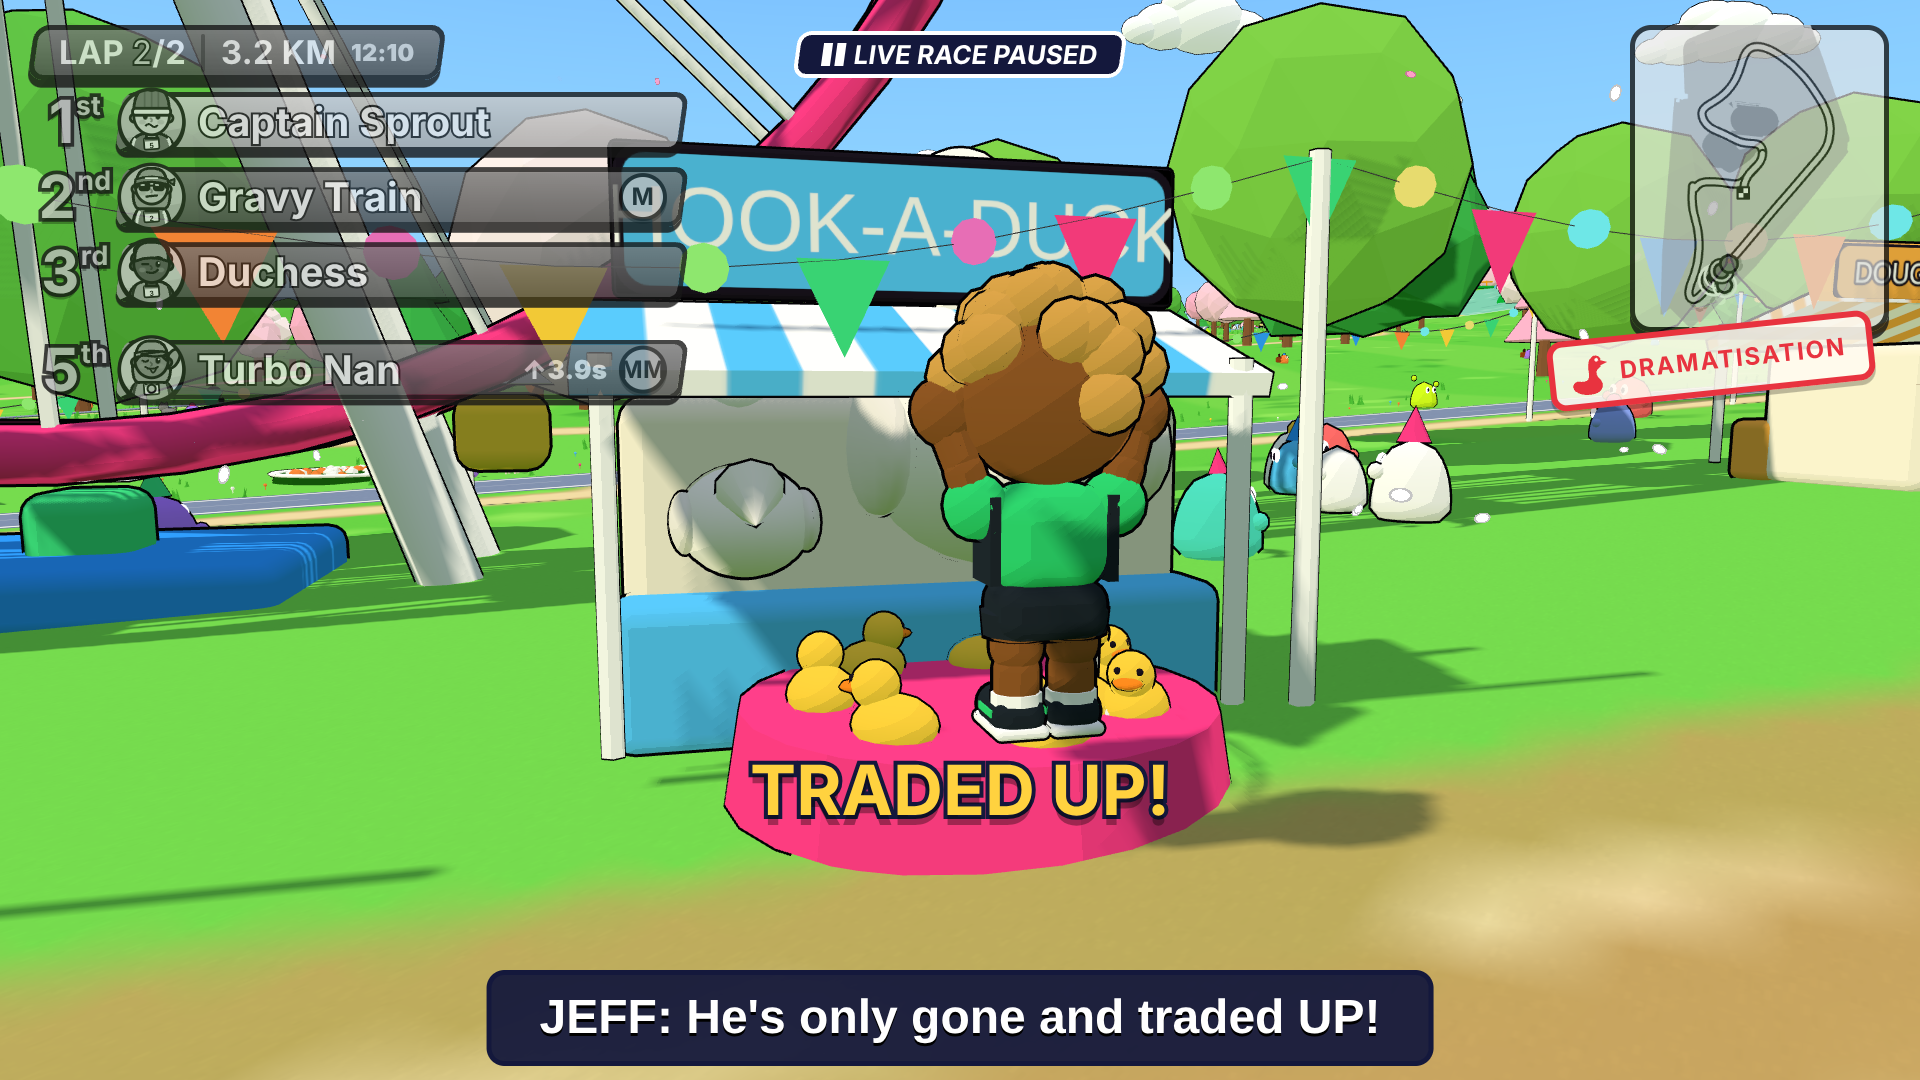 LAP 2/2 3.2 KM 12:10
LIVE RACE PAUSED
1st Captain Sprout
2nd Gravy Train M
3rd Duchess
5th Turbo Nan ↑3.9s MM
HOOK-A-DUCK
DOUG
DRAMATISATION
TRADED UP!
JEFF: He's only gone and traded UP!